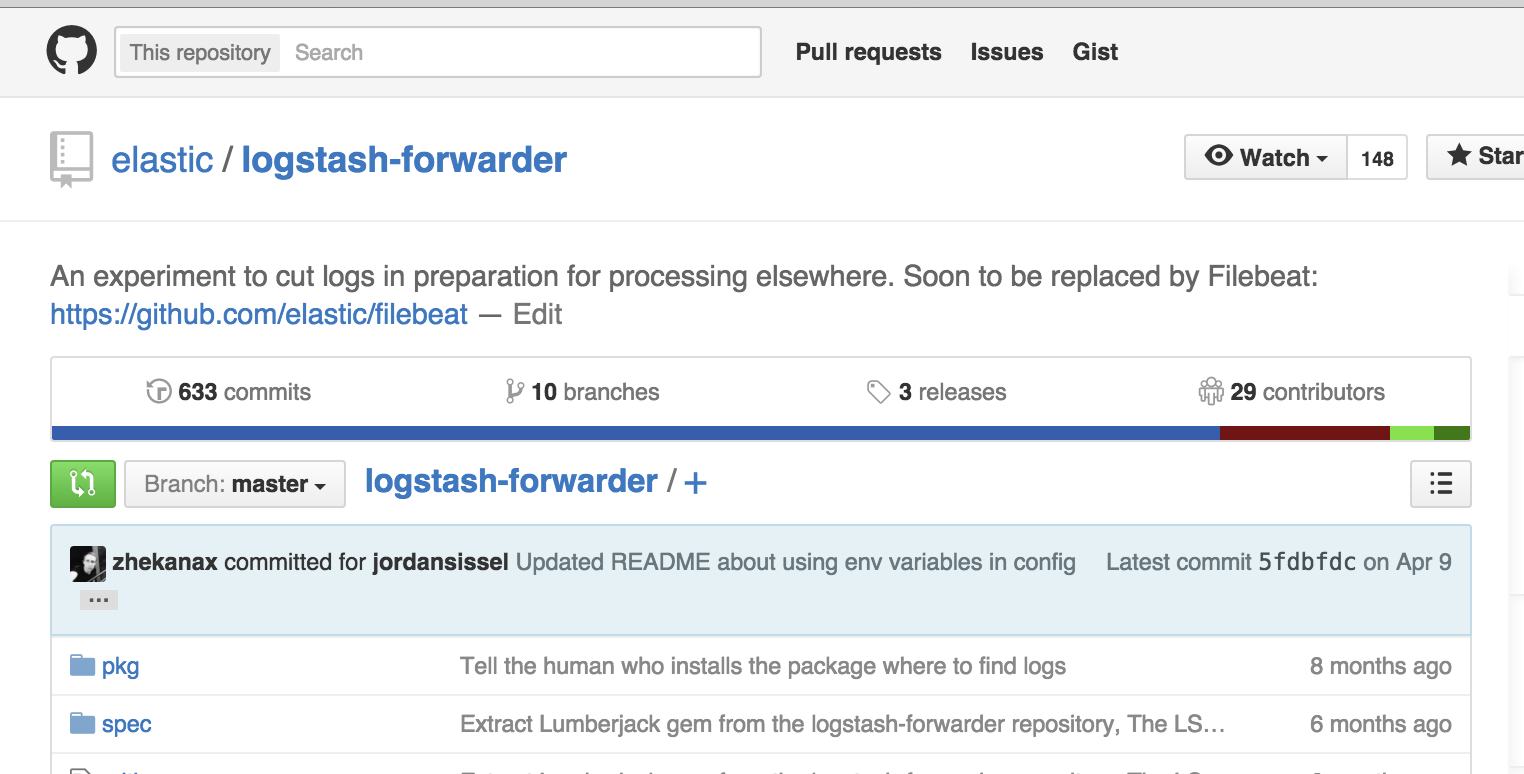 This repository Search Pull requests Issues Gist
elastic / logstash-forwarder Watch 148 Star
An experiment to cut logs in preparation for processing elsewhere. Soon to be replaced by Filebeat:
https://github.com/elastic/filebeat — Edit
633 commits 10 branches 3 releases 29 contributors
Branch: master logstash-forwarder / +
zhekanax committed for jordansissel Updated README about using env variables in config Latest commit 5fdbfdc on Apr 9
...
pkg Tell the human who installs the package where to find logs 8 months ago
spec Extract Lumberjack gem from the logstash-forwarder repository, The LS… 6 months ago